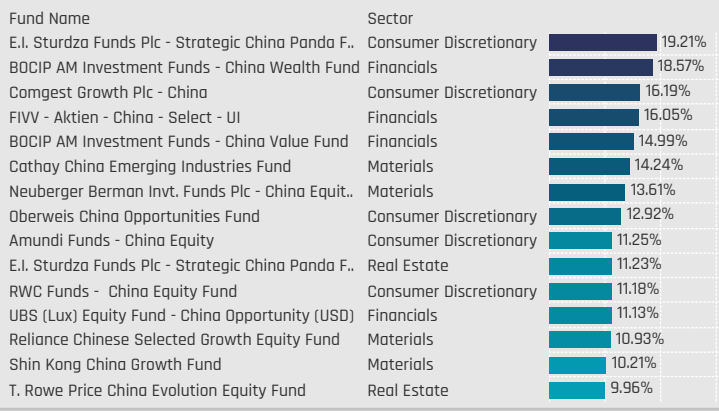 Fund Name Sector
E.I. Sturdza Funds Plc - Strategic China Panda F.. Consumer Discretionary 19.21%
BOCIP AM Investment Funds - China Wealth Fund Financials 18.57%
Comgest Growth Plc - China Consumer Discretionary 16.19%
FIVV - Aktien - China - Select - UI Financials 16.05%
BOCIP AM Investment Funds - China Value Fund Financials 14.99%
Cathay China Emerging Industries Fund Materials 14.24%
Neuberger Berman Invt. Funds Plc - China Equit.. Materials 13.61%
Oberweis China Opportunities Fund Consumer Discretionary 12.92%
Amundi Funds - China Equity Consumer Discretionary 11.25%
E.I. Sturdza Funds Plc - Strategic China Panda F.. Real Estate 11.23%
RWC Funds - China Equity Fund Consumer Discretionary 11.18%
UBS (Lux) Equity Fund - China Opportunity (USD) Financials 11.13%
Reliance Chinese Selected Growth Equity Fund Materials 10.93%
Shin Kong China Growth Fund Materials 10.21%
T. Rowe Price China Evolution Equity Fund Real Estate 9.96%